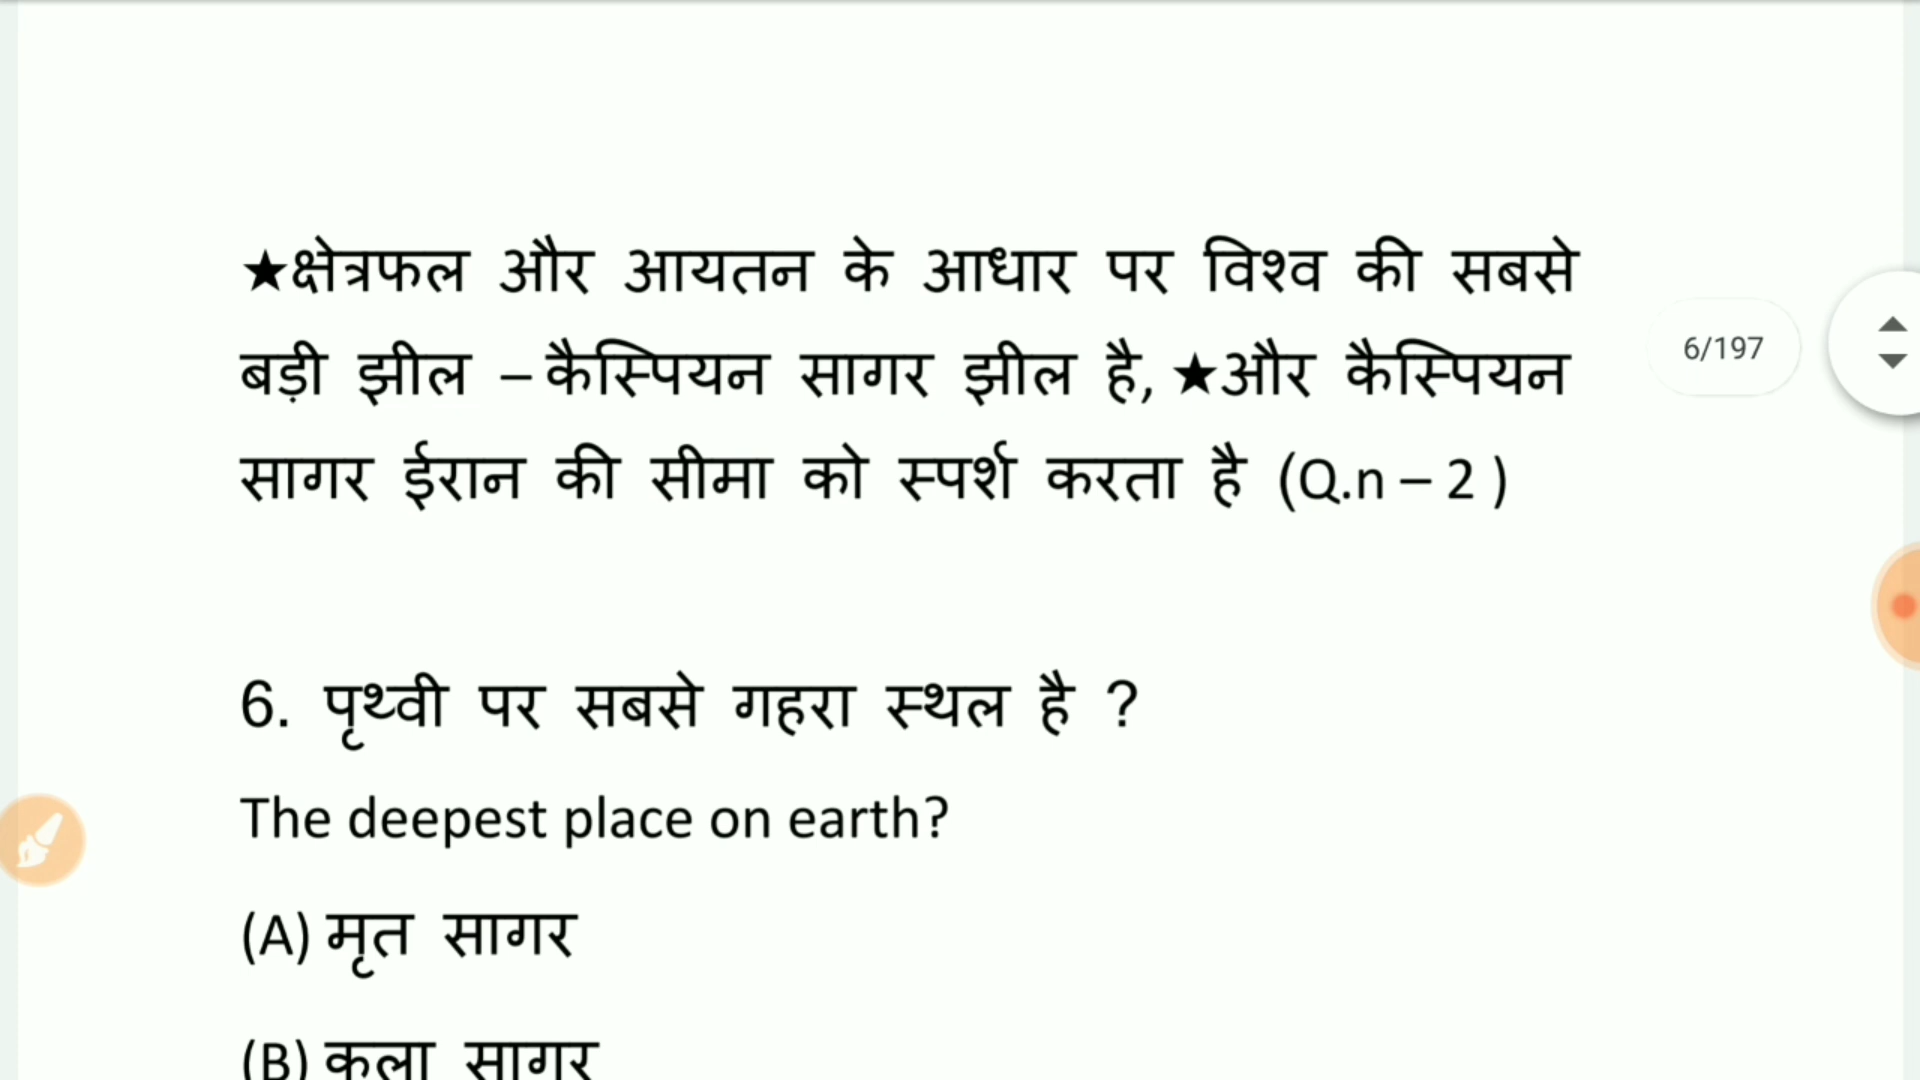 ★क्षेत्रफल और आयतन के आधार पर विश्व की सबसे
बड़ी झील – कैस्पियन सागर झील है, ★और कैस्पियन
सागर ईरान की सीमा को स्पर्श करता है (Q.n – 2 )
6/197
6. पृथ्वी पर सबसे गहरा स्थल है ?
The deepest place on earth?
(A) मृत सागर
(B) कला सागर